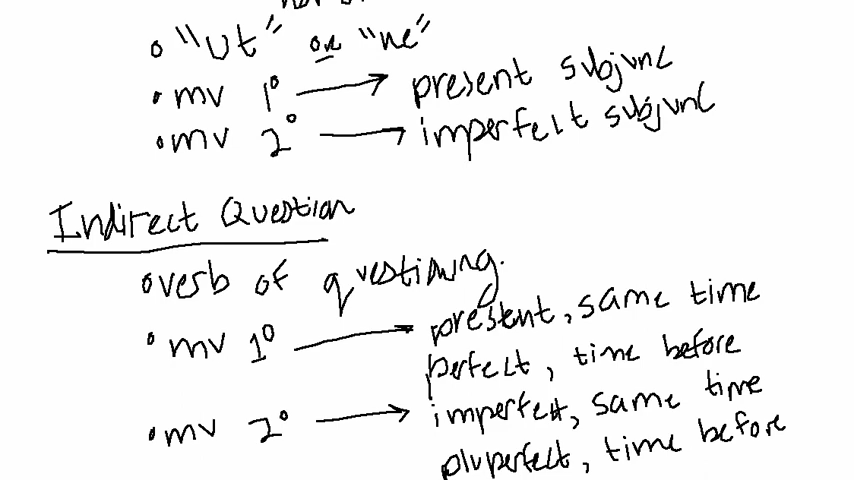 • "Ut" or "ne"
• mv 1° → present subjunc
• mv 2° → imperfect subjunc
Indirect Question
• verb of questioning.
• mv 1° → present, same time
perfect, time before
• mv 2° → imperfect, same time
pluperfect, time before